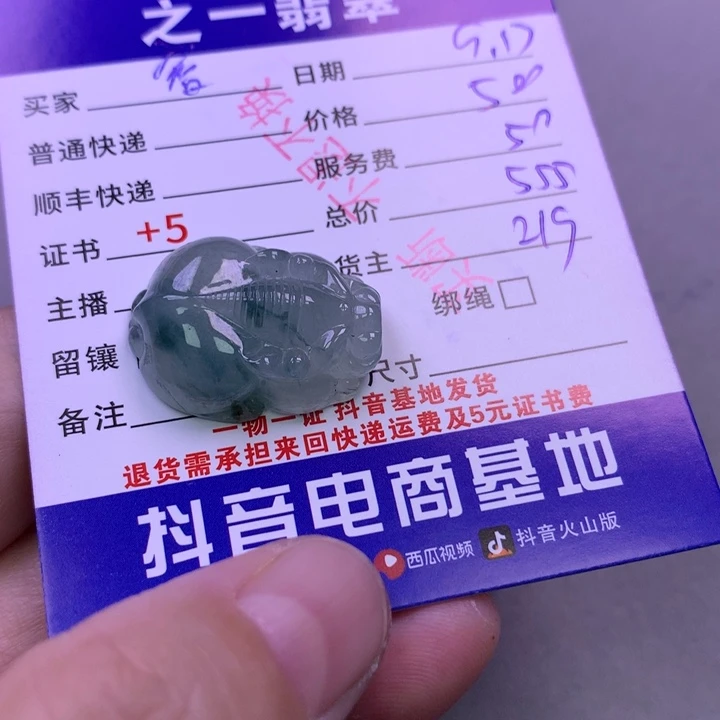 之一翡翠
买家 日期 9.17
普通快递 价格
顺丰快递 服务费 50
证书 +5 总价 555
主播 货主 219
留镶 绑绳
备注 尺寸
一物一证 抖音基地发货
退货需承担来回快递运费及5元证书费
抖音电商基地
西瓜视频 抖音火山版